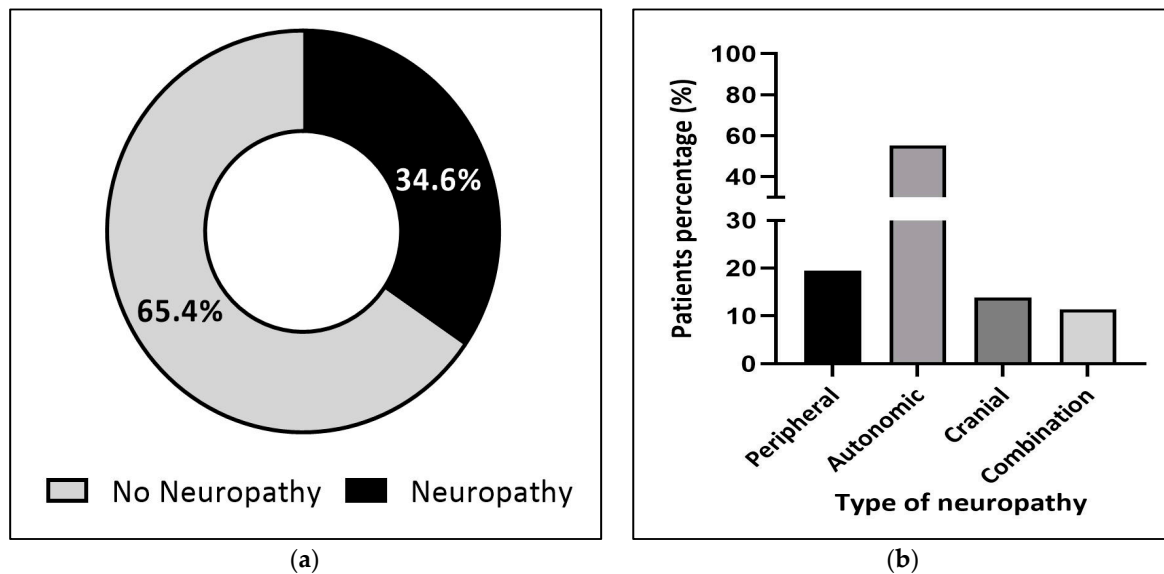 34.6%
65.4%
No Neuropathy Neuropathy
(a)
Patients percentage (%)
100
80
60
40
30
20
10
0
Peripheral
Autonomic
Cranial
Combination
Type of neuropathy
(b)